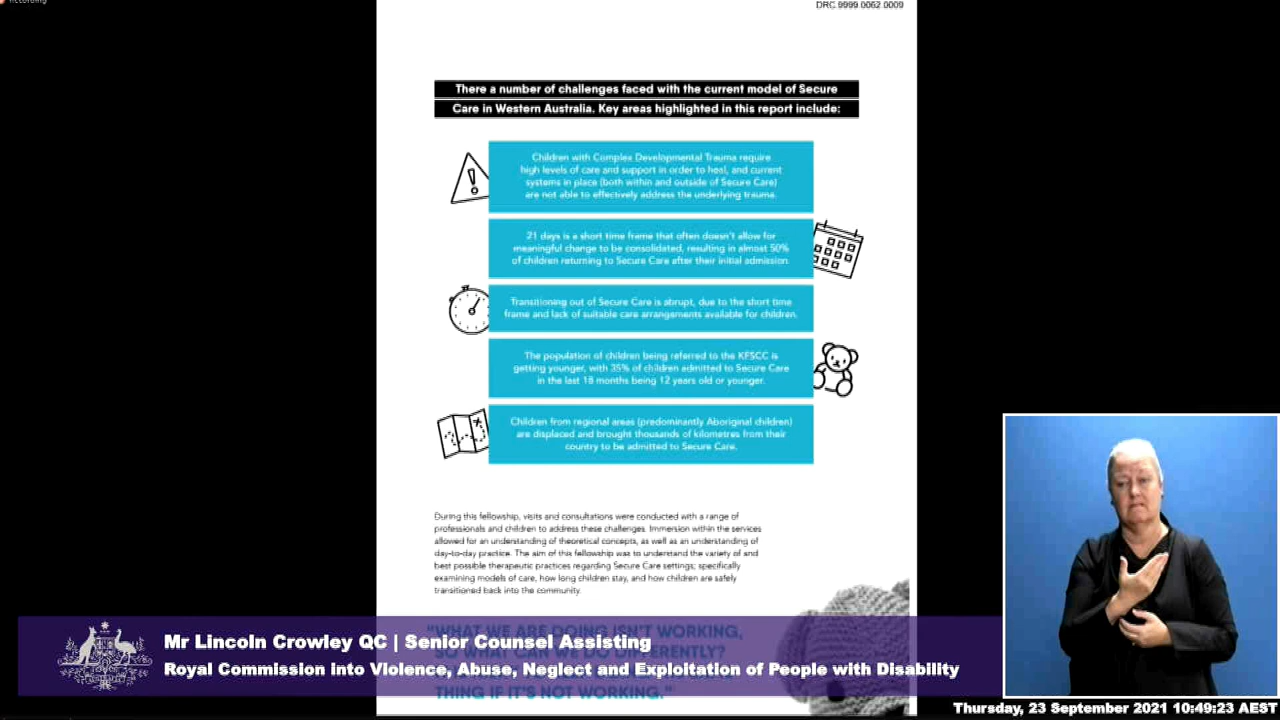 Recording
DRC.9999.0062.0009
There a number of challenges faced with the current model of Secure
Care in Western Australia. Key areas highlighted in this report include:
Children with Complex Developmental Trauma require
high levels of care and support in order to heal, and current
systems in place (both within and outside of Secure Care)
are not able to effectively address the underlying trauma.
21 days is a short time frame that often doesn't allow for
meaningful change to be consolidated, resulting in almost 50%
of children returning to Secure Care after their initial admission.
Transitioning out of Secure Care is abrupt, due to the short time
frame and lack of suitable care arrangements available for children.
The population of children being referred to the KFSCC is
getting younger, with 35% of children admitted to Secure Care
in the last 18 months being 12 years old or younger.
Children from regional areas (predominantly Aboriginal children)
are displaced and brought thousands of kilometres from their
country to be admitted to Secure Care.
During this fellowship, visits and consultations were conducted with a range of
professionals and children to address these challenges. Immersion within the services
allowed for an understanding of theoretical concepts, as well as an understanding of
day-to-day practice. The aim of this fellowship was to understand the variety of and
best possible therapeutic practices regarding Secure Care settings; specifically
examining models of care, how long children stay, and how children are safely
transitioned back into the community.
"WHAT WE ARE DOING ISN'T WORKING,
SO WHAT CAN WE DO DIFFERENTLY?
THING IF IT'S NOT WORKING."
Mr Lincoln Crowley QC | Senior Counsel Assisting
Royal Commission into Violence, Abuse, Neglect and Exploitation of People with Disability
Thursday, 23 September 2021 10:49:23 AEST